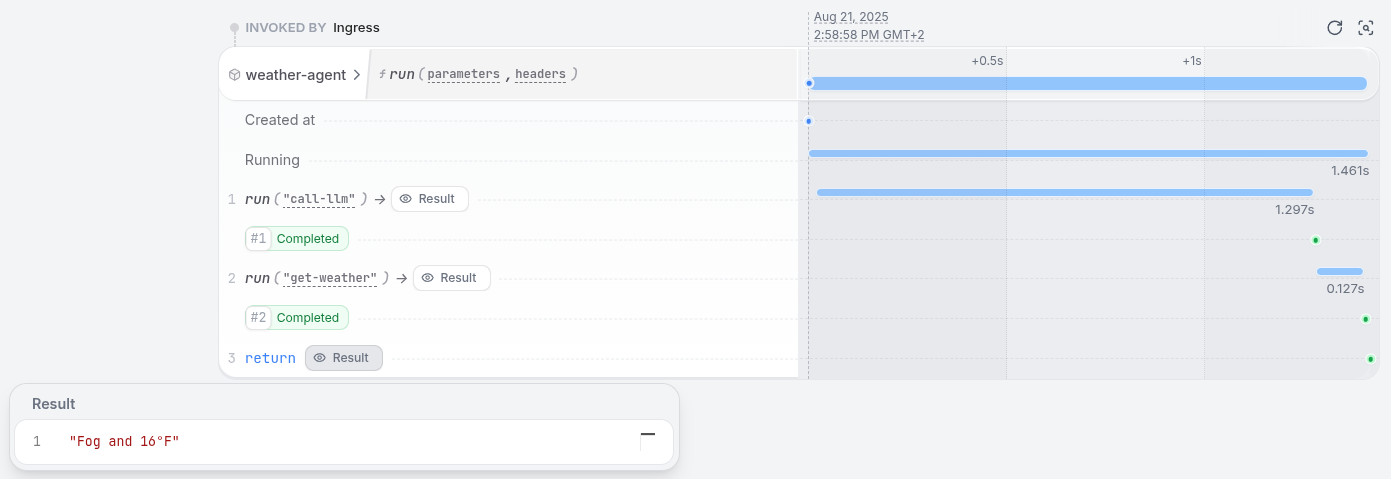 INVOKED BY Ingress
Aug 21, 2025
2:58:58 PM GMT+2
weather-agent
ƒ run ( parameters , headers )
+0.5s
+1s
Created at
Running
1.461s
1 run ( "call-llm" ) → Result
1.297s
#1 Completed
2 run ( "get-weather" ) → Result
0.127s
#2 Completed
3 return Result
Result
1 "Fog and 16°F"